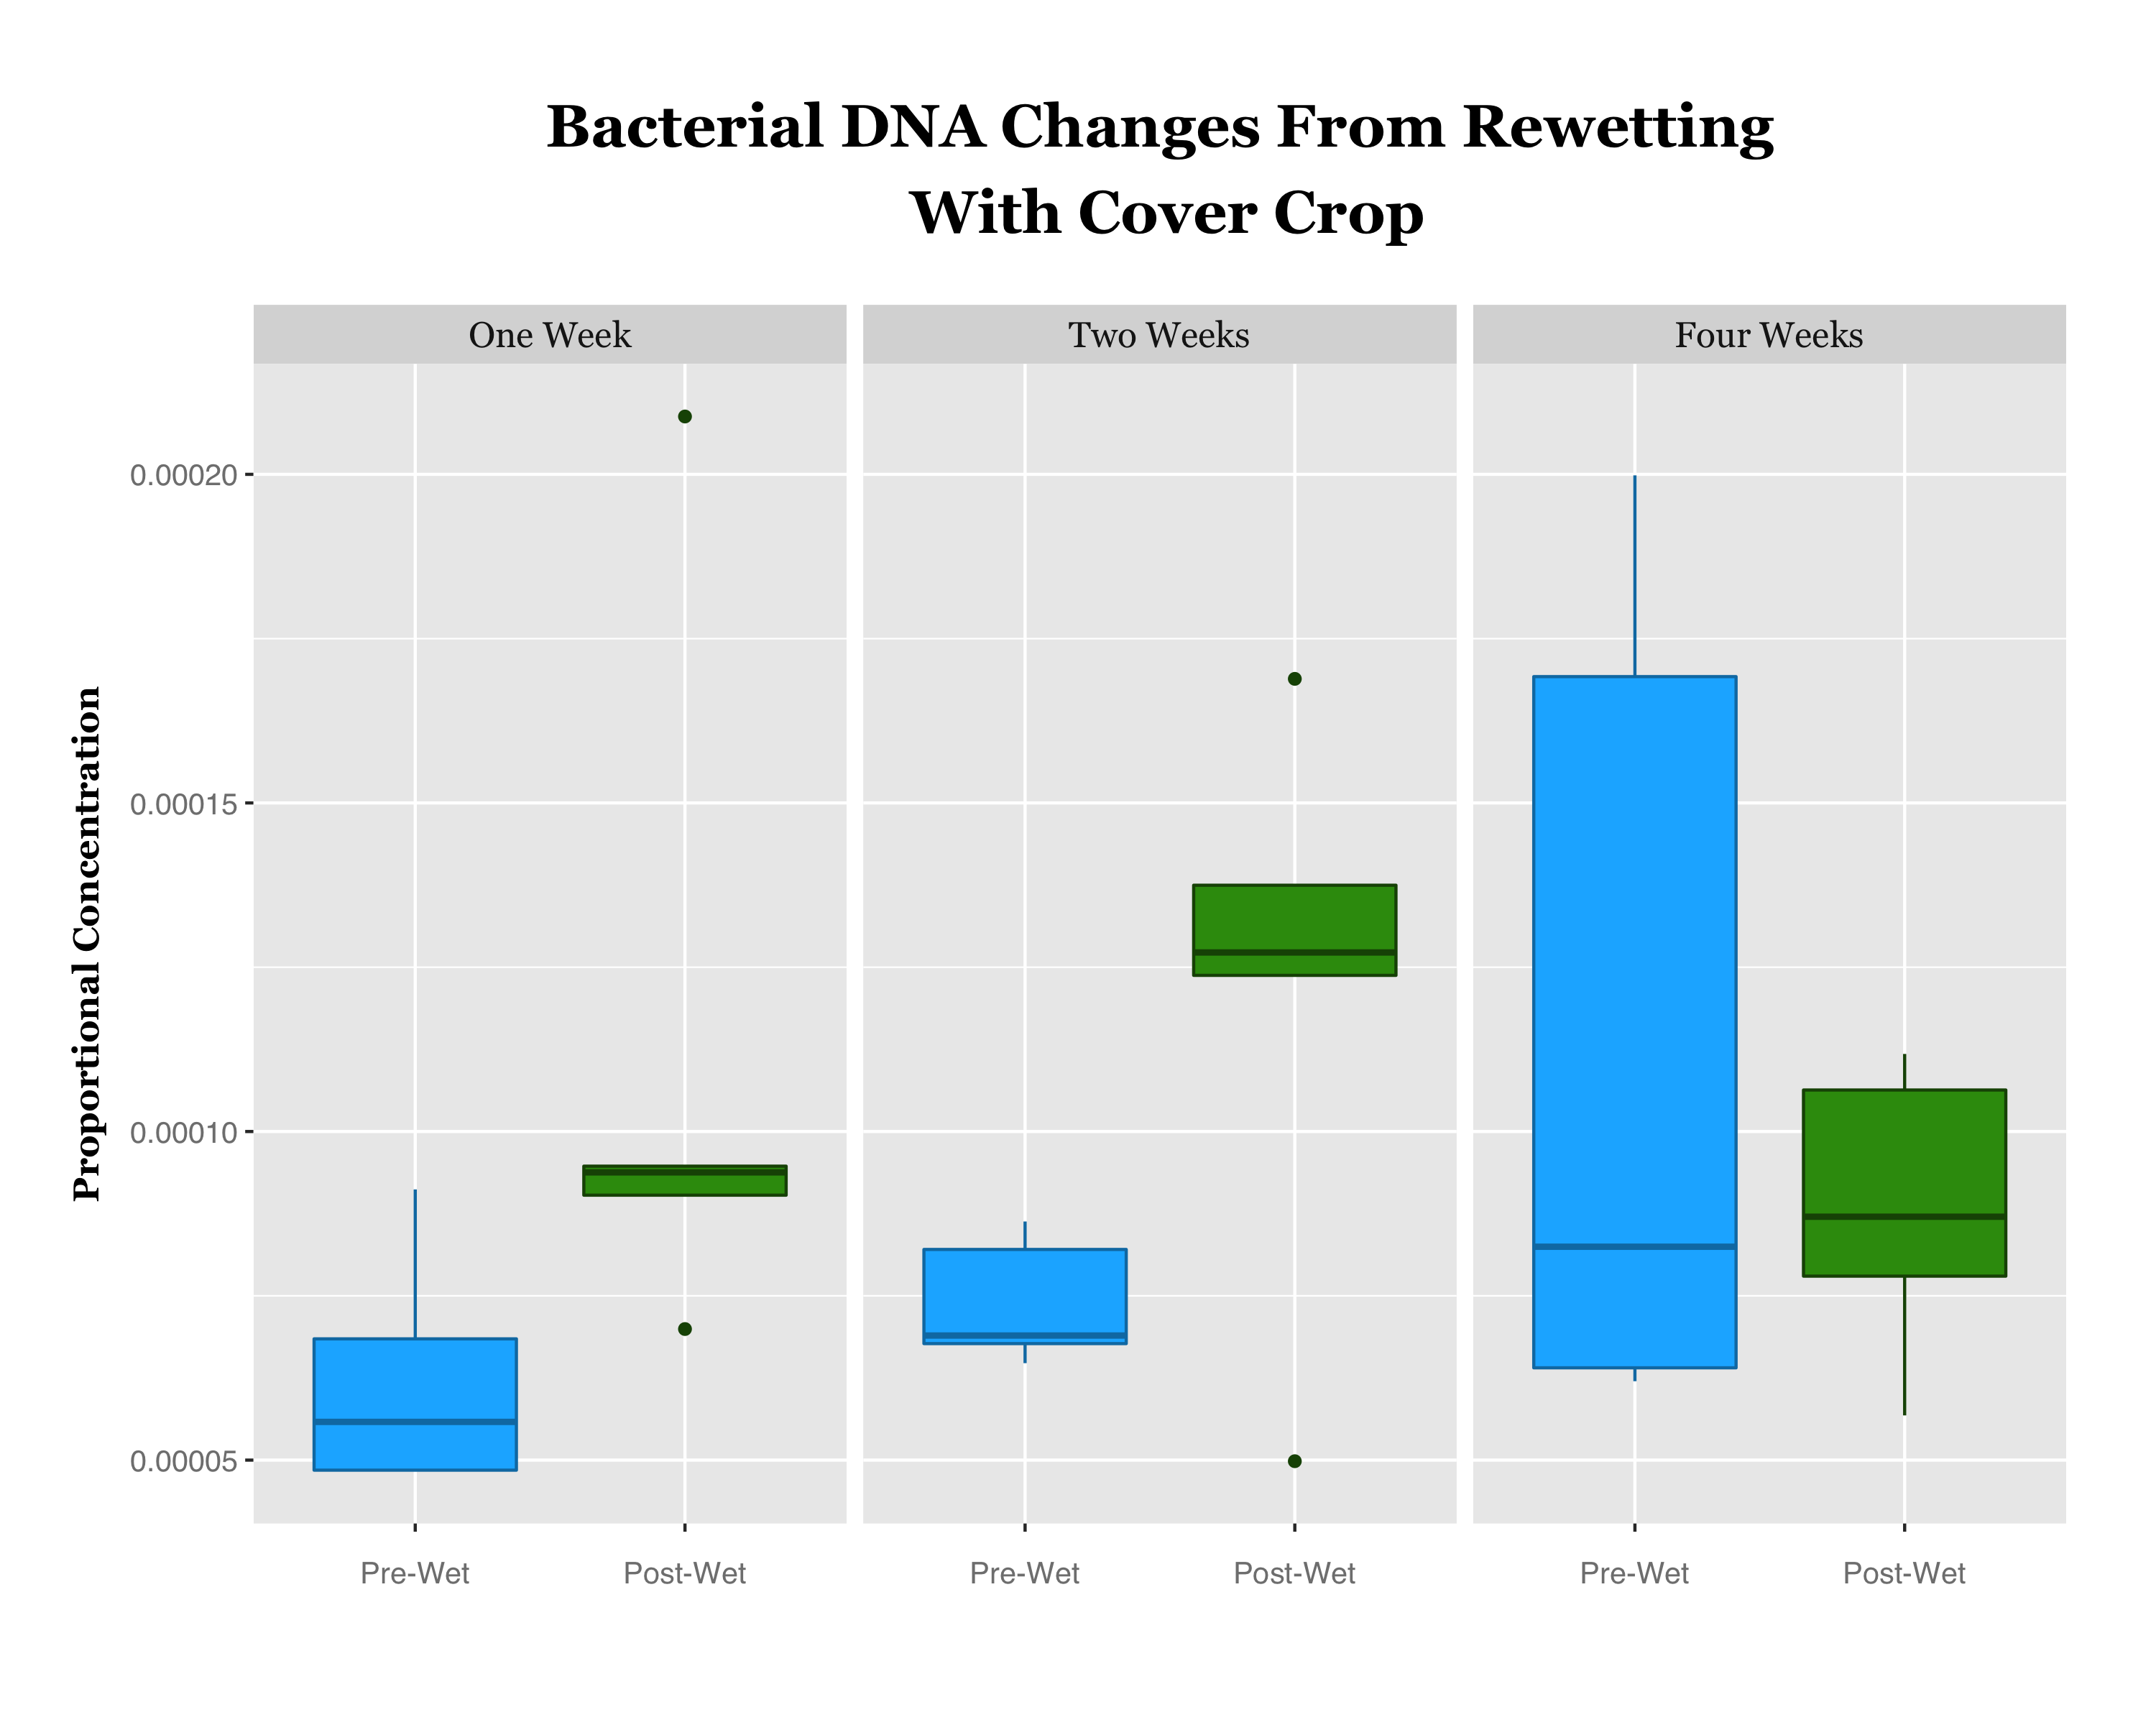 Bacterial DNA Changes From Rewetting
With Cover Crop
One Week
Two Weeks
Four Weeks
Proportional Concentration
0.00020
0.00015
0.00010
0.00005
Pre-Wet
Post-Wet
Pre-Wet
Post-Wet
Pre-Wet
Post-Wet